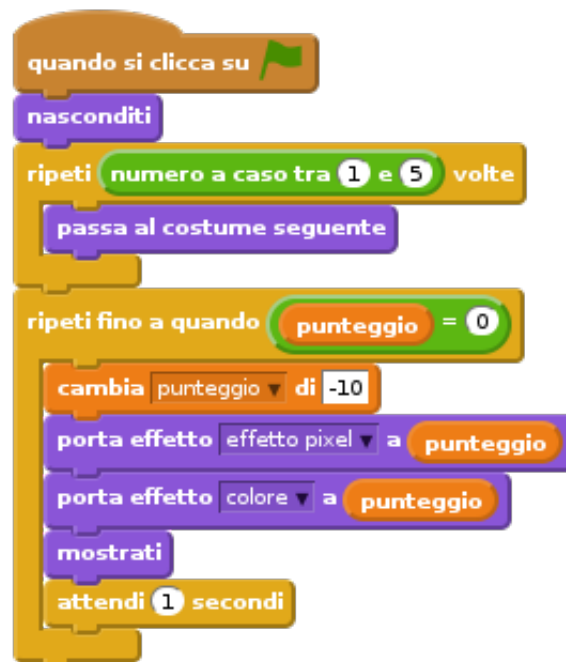 quando si clicca su
nasconditi
ripeti numero a caso tra 1 e 5 volte
passa al costume seguente
ripeti fino a quando punteggio = 0
cambia punteggio di -10
porta effetto effetto pixel a punteggio
porta effetto colore a punteggio
mostrati
attendi 1 secondi